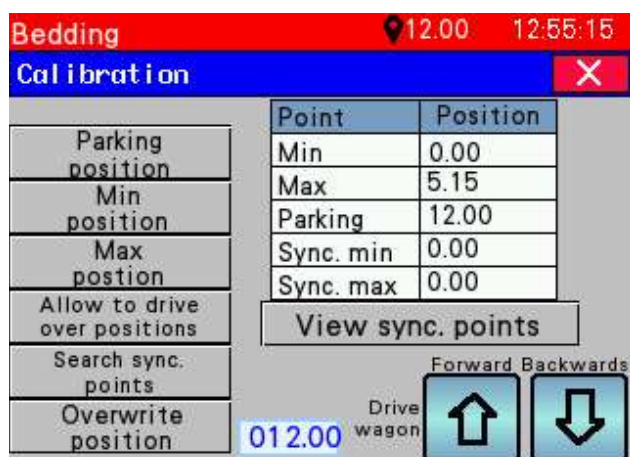 Bedding 12.00 12:55:15
Calibration X
Parking
position
Min
position
Max
postion
Allow to drive
over positions
Search sync.
points
Overwrite
position
Point Position
Min 0.00
Max 5.15
Parking 12.00
Sync. min 0.00
Sync. max 0.00
View sync. points
Forward Backwards
Drive
wagon
012.00